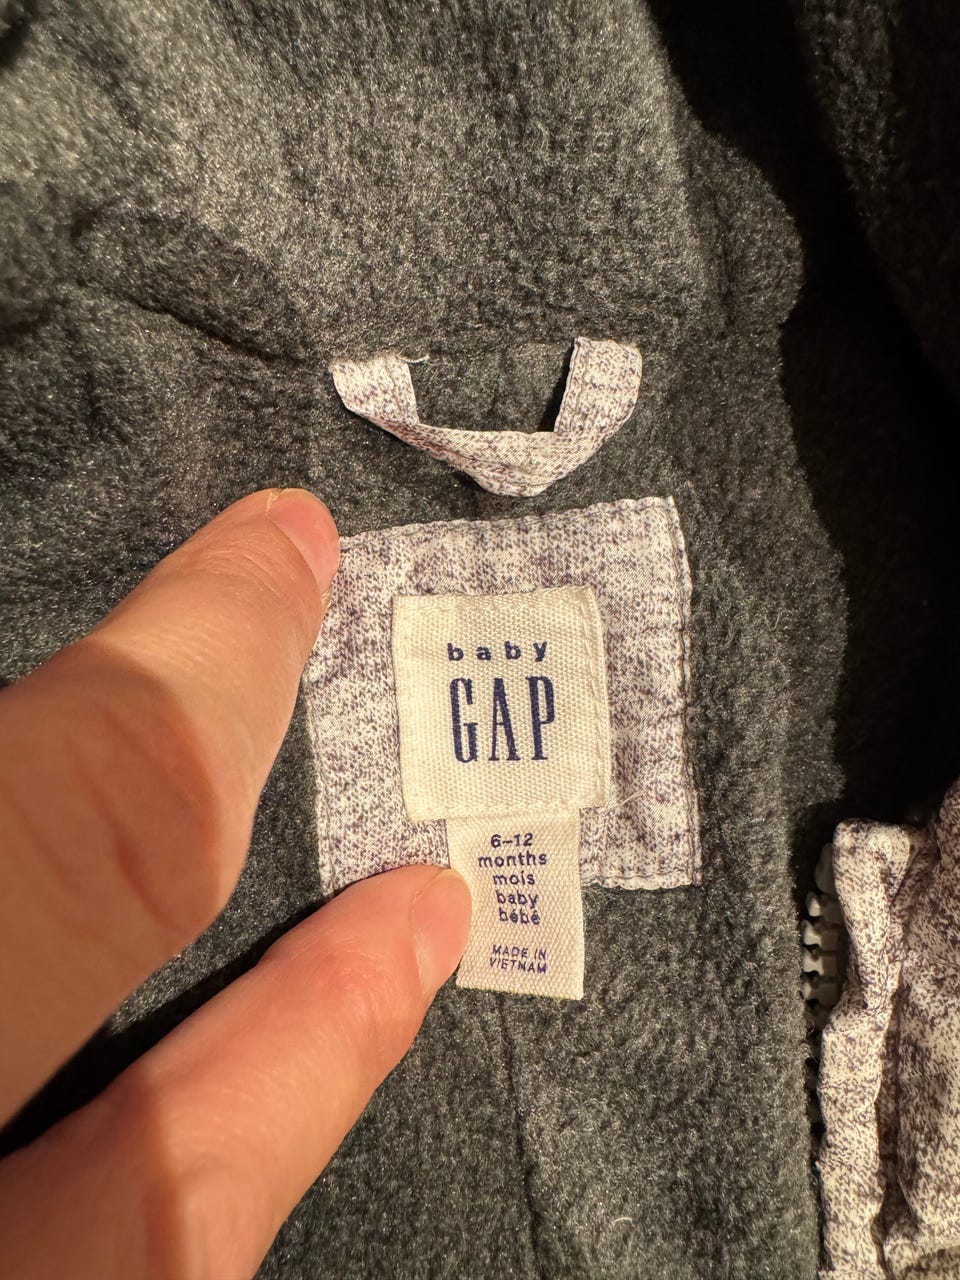 baby
GAP
6–12
months
mois
baby
bébé
MADE IN
VIETNAM